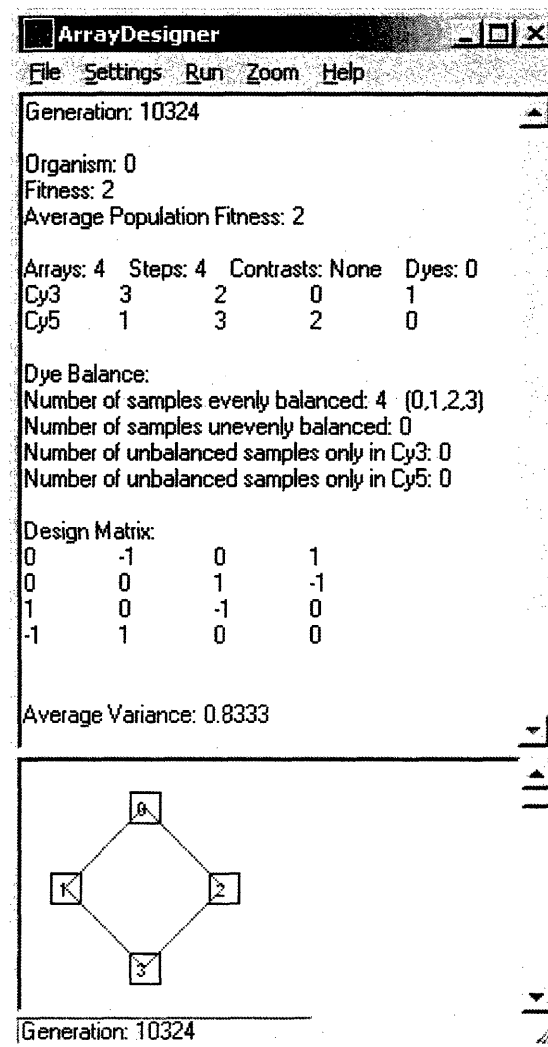 ArrayDesigner
File Settings Run Zoom Help
Generation: 10324
Organism: 0
Fitness: 2
Average Population Fitness: 2
Arrays: 4 Steps: 4 Contrasts: None Dyes: 0
Cy3 3 2 0 1
Cy5 1 3 2 0
Dye Balance:
Number of samples evenly balanced: 4 (0,1,2,3)
Number of samples unevenly balanced: 0
Number of unbalanced samples only in Cy3: 0
Number of unbalanced samples only in Cy5: 0
Design Matrix:
0 -1 0 1
0 0 1 -1
1 0 -1 0
-1 1 0 0
Average Variance: 0.8333
0
1 2
3
Generation: 10324